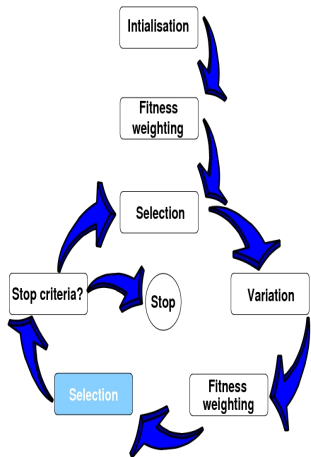 Intialisation
Fitness
weighting
Selection
Stop criteria?
Stop
Variation
Selection
Fitness
weighting